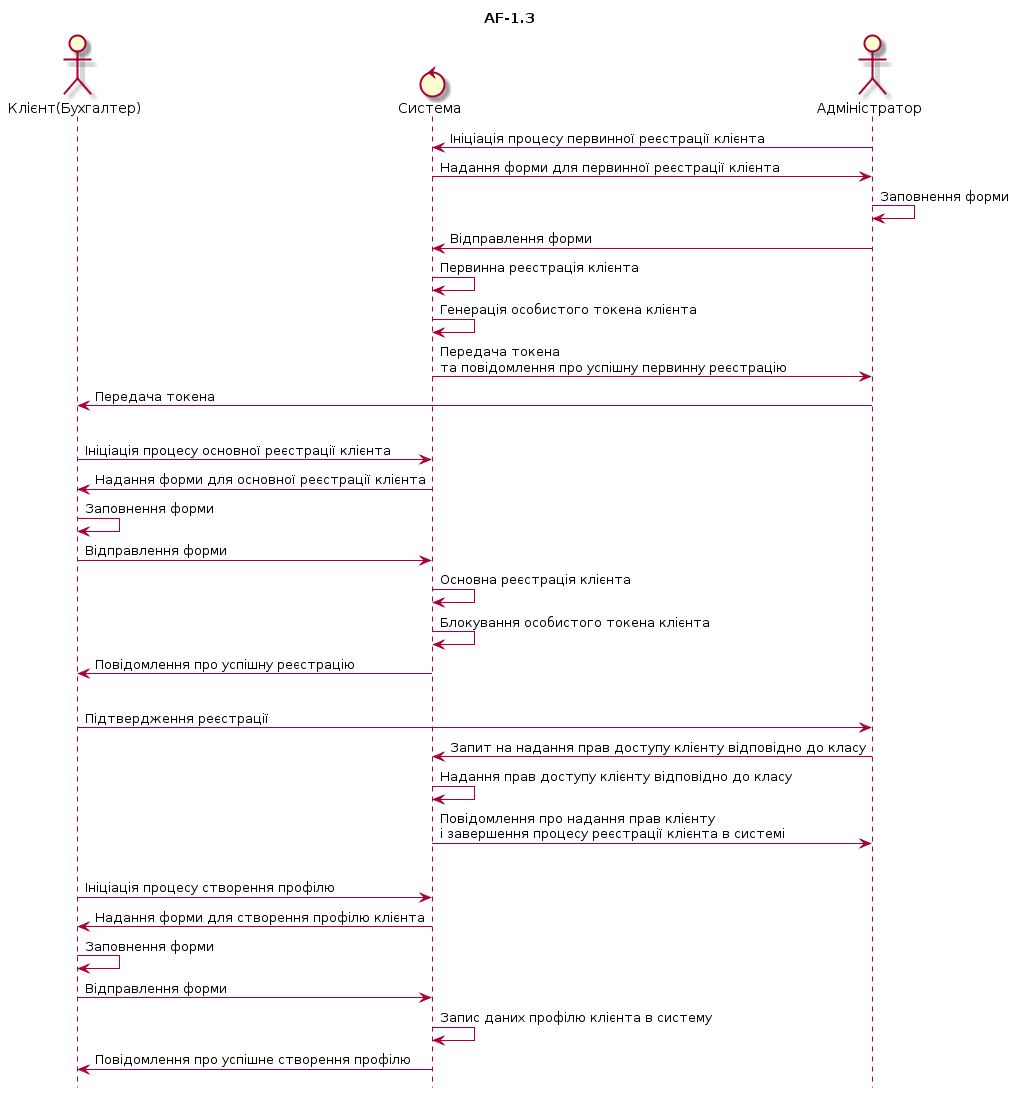 AF-1.3
Клієнт(Бухгалтер)
Система
Адміністратор
Ініціація процесу первинної реєстрації клієнта
Надання форми для первинної реєстрації клієнта
Заповнення форми
Відправлення форми
Первинна реєстрація клієнта
Генерація особистого токена клієнта
Передача токена
та повідомлення про успішну первинну реєстрацію
Передача токена
Ініціація процесу основної реєстрації клієнта
Надання форми для основної реєстрації клієнта
Заповнення форми
Відправлення форми
Основна реєстрація клієнта
Блокування особистого токена клієнта
Повідомлення про успішну реєстрацію
Підтвердження реєстрації
Запит на надання прав доступу клієнту відповідно до класу
Надання прав доступу клієнту відповідно до класу
Повідомлення про надання прав клієнту
і завершення процесу реєстрації клієнта в системі
Ініціація процесу створення профілю
Надання форми для створення профілю клієнта
Заповнення форми
Відправлення форми
Запис даних профілю клієнта в систему
Повідомлення про успішне створення профілю